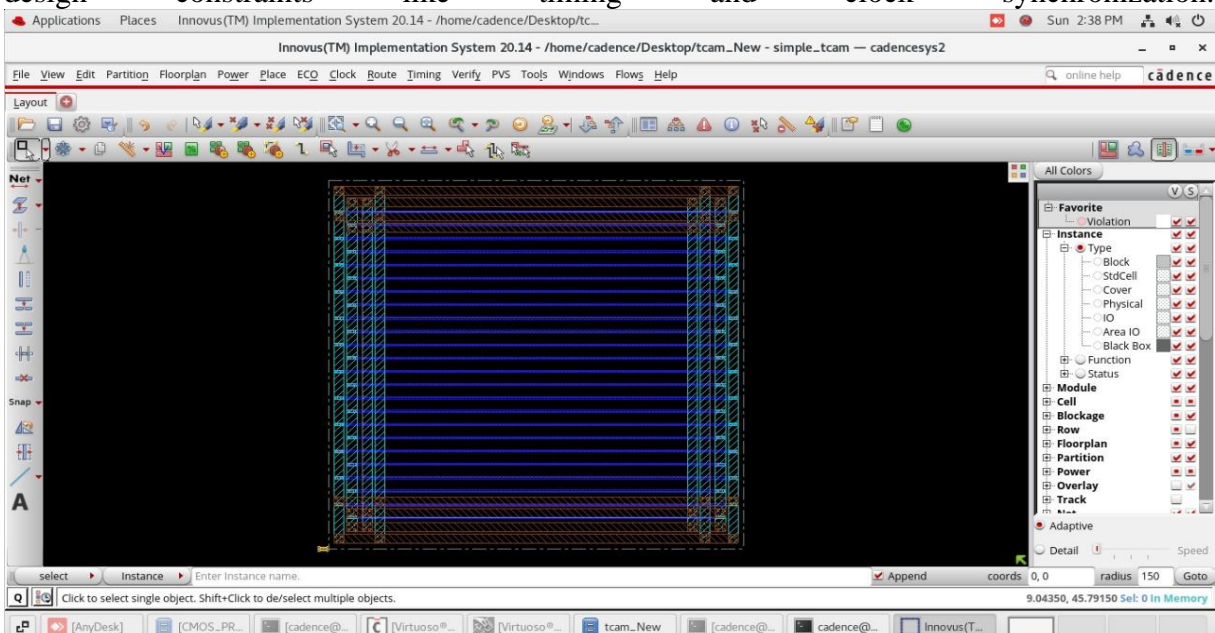 design constraints like timing and clock synchronization.
Applications Places Innovus(TM) Implementation System 20.14 - /home/cadence/Desktop/tc... Sun 2:38 PM
Innovus(TM) Implementation System 20.14 - /home/cadence/Desktop/tcam_New - simple_tcam — cadencesys2
File View Edit Partition Floorplan Power Place ECO Clock Route Timing Verify PVS Tools Windows Flows Help online help cādence
Layout
All Colors
Net
V S
Favorite
Violation
Instance
Type
Block
StdCell
Cover
Physical
IO
Area IO
Black Box
Function
Status
Snap
Module
Cell
Blockage
Row
Floorplan
Partition
Power
Overlay
Track
Net
A
Adaptive
Detail Speed
select Instance Enter Instance name. Append coords 0, 0 radius 150 Goto
Q Click to select single object. Shift+Click to de/select multiple objects. 9.04350, 45.79150 Sel: 0 In Memory
[AnyDesk] [CMOS_PR... [cadence@... [Virtuoso®... [Virtuoso®... tcam_New [cadence@... cadence@... Innovus(T...